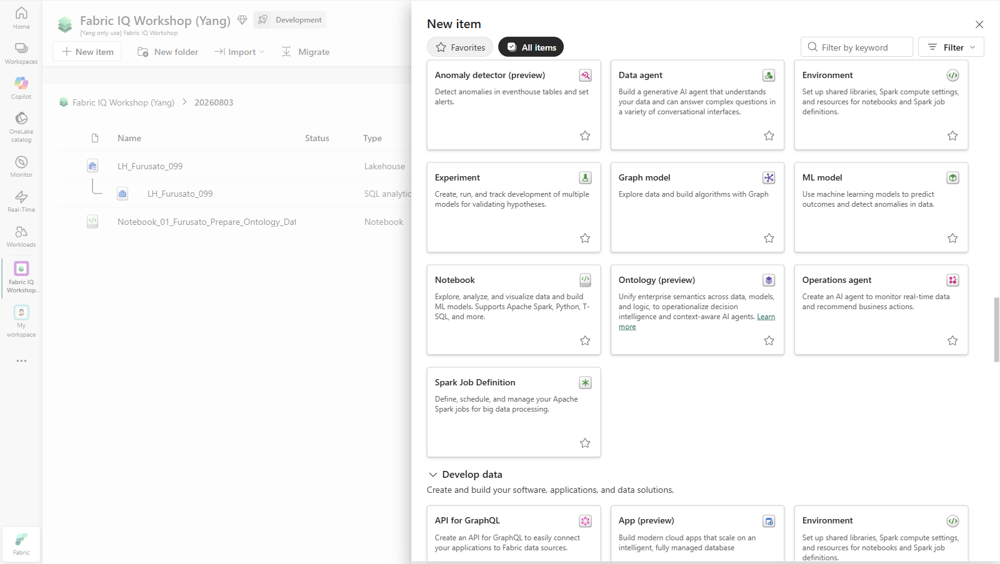 Home
Workspaces
Copilot
OneLake
catalog
Monitor
Real-Time
Workloads
Fabric IQ
Workshop...
My
workspace
Fabric
Fabric IQ Workshop (Yang)
Development
[Yang only use] Fabric IQ Workshop
New item
New folder
Import
Migrate
Fabric IQ Workshop (Yang)
20260803
Name
Status
Type
LH_Furusato_099
Lakehouse
LH_Furusato_099
SQL analytic
Notebook_01_Furusato_Prepare_Ontology_Dat
Notebook
New item
Favorites
All items
Filter by keyword
Filter
Anomaly detector (preview)
Detect anomalies in eventhouse tables and set
alerts.
Data agent
Build a generative AI agent that understands
your data and can answer complex questions in
a variety of conversational interfaces.
Environment
Set up shared libraries, Spark compute settings,
and resources for notebooks and Spark job
definitions.
Experiment
Create, run, and track development of multiple
models for validating hypotheses.
Graph model
Explore data and build algorithms with Graph
ML model
Use machine learning models to predict
outcomes and detect anomalies in data.
Notebook
Explore, analyze, and visualize data and build
ML models. Supports Apache Spark, Python, T-
SQL, and more.
Ontology (preview)
Unify enterprise semantics across data, models,
and logic, to operationalize decision
intelligence and context-aware AI agents. Learn
more
Operations agent
Create an AI agent to monitor real-time data
and recommend business actions.
Spark Job Definition
Define, schedule, and manage your Apache
Spark jobs for big data processing.
Develop data
Create and build your software, applications, and data solutions.
API for GraphQL
Create an API for GraphQL to easily connect
your applications to Fabric data sources.
App (preview)
Build modern cloud apps that scale on an
intelligent, fully managed database
Environment
Set up shared libraries, Spark compute settings,
and resources for notebooks and Spark job
definitions.